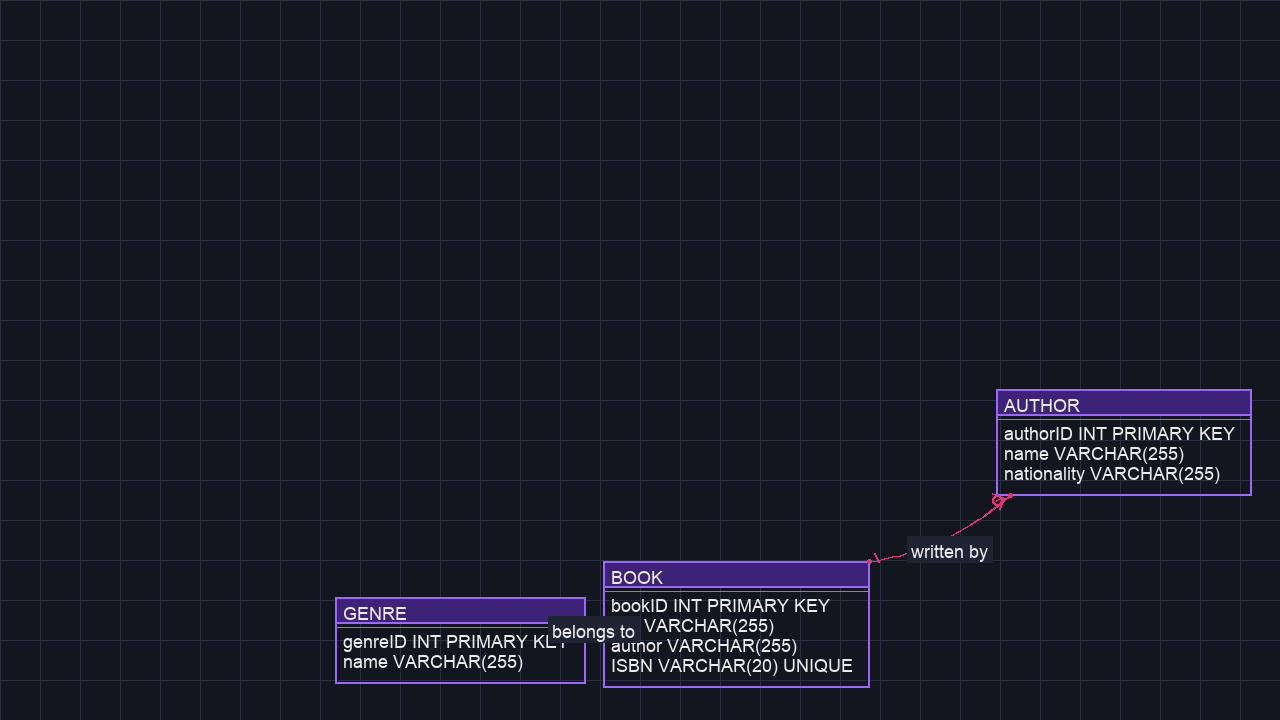 AUTHOR
authorID INT PRIMARY KEY
name VARCHAR(255)
nationality VARCHAR(255)
written by
BOOK
bookID INT PRIMARY KEY
VARCHAR(255)
author VARCHAR(255)
ISBN VARCHAR(20) UNIQUE
belongs to
GENRE
genreID INT PRIMARY KEY
name VARCHAR(255)